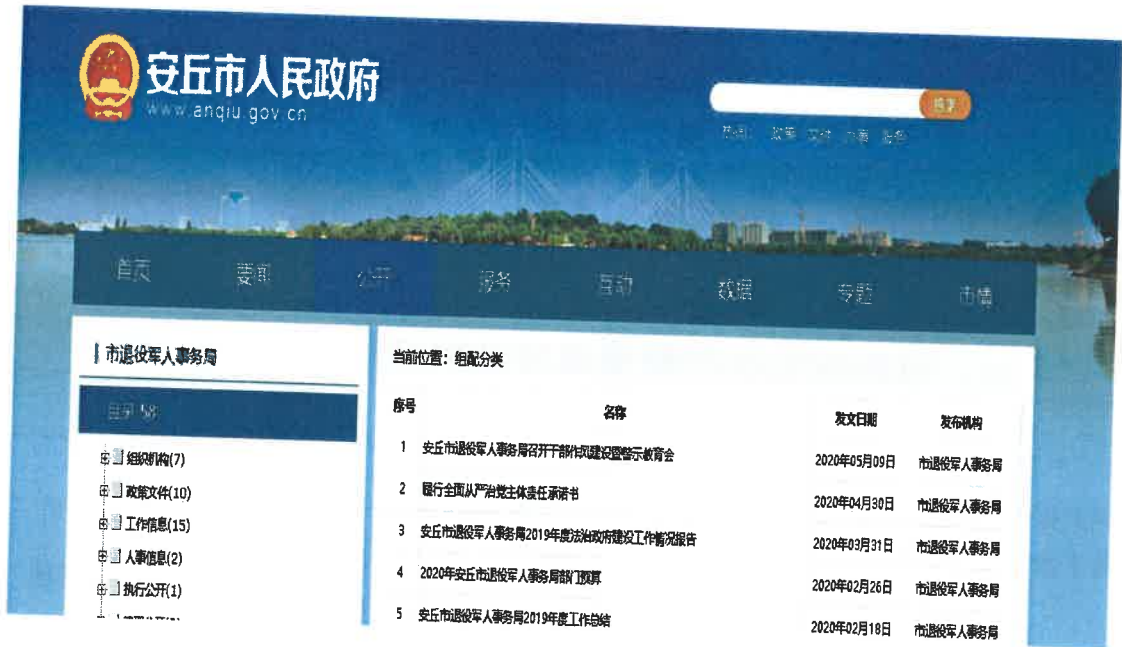 安丘市人民政府
www.anqiu.gov.cn
搜索
首页 要闻 公开 服务 互动 数据 专题 市情
市退役军人事务局
目录 58
组织机构(7)
政策文件(10)
工作信息(15)
人事信息(2)
执行公开(1)
当前位置：组配分类
序号 名称 发文日期 发布机构
1 安丘市退役军人事务局召开干部作风建设暨警示教育会 2020年05月09日 市退役军人事务局
2 履行全面从严治党主体责任承诺书 2020年04月30日 市退役军人事务局
3 安丘市退役军人事务局2019年度法治政府建设工作情况报告 2020年03月31日 市退役军人事务局
4 2020年安丘市退役军人事务局部门预算 2020年02月26日 市退役军人事务局
5 安丘市退役军人事务局2019年度工作总结 2020年02月18日 市退役军人事务局